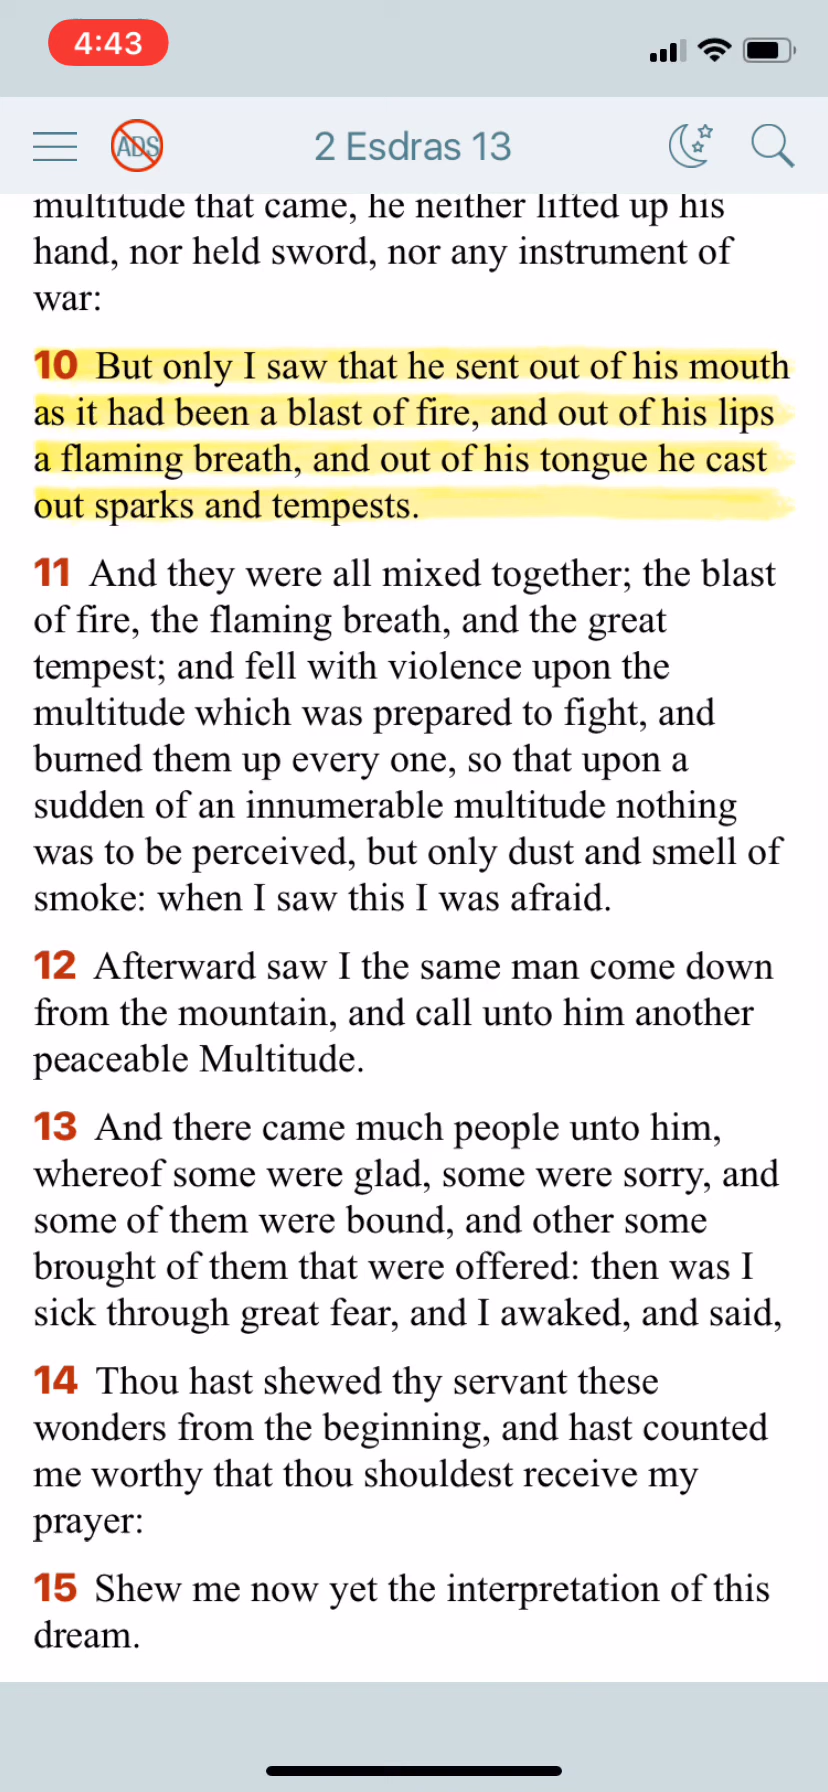 4:43
ADS
2 Esdras 13
multitude that came, he neither lifted up his
hand, nor held sword, nor any instrument of
war:
10 But only I saw that he sent out of his mouth
as it had been a blast of fire, and out of his lips
a flaming breath, and out of his tongue he cast
out sparks and tempests.
11 And they were all mixed together; the blast
of fire, the flaming breath, and the great
tempest; and fell with violence upon the
multitude which was prepared to fight, and
burned them up every one, so that upon a
sudden of an innumerable multitude nothing
was to be perceived, but only dust and smell of
smoke: when I saw this I was afraid.
12 Afterward saw I the same man come down
from the mountain, and call unto him another
peaceable Multitude.
13 And there came much people unto him,
whereof some were glad, some were sorry, and
some of them were bound, and other some
brought of them that were offered: then was I
sick through great fear, and I awaked, and said,
14 Thou hast shewed thy servant these
wonders from the beginning, and hast counted
me worthy that thou shouldest receive my
prayer:
15 Shew me now yet the interpretation of this
dream.